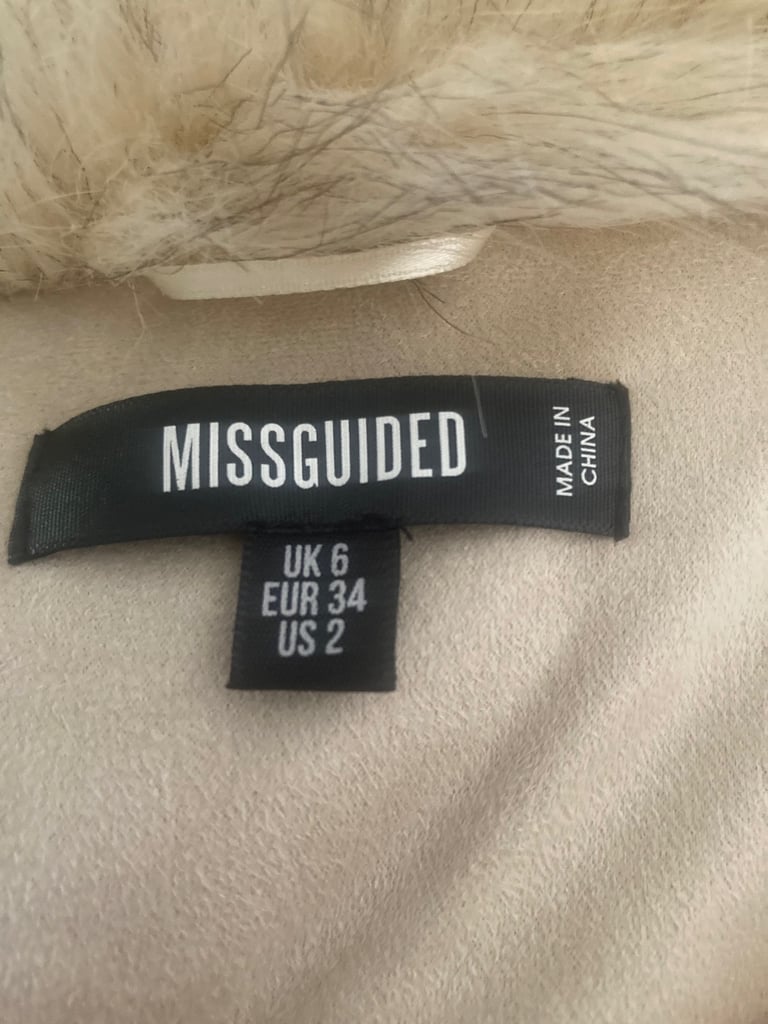 MISSGUIDED
MADE IN
CHINA
UK 6
EUR 34
US 2